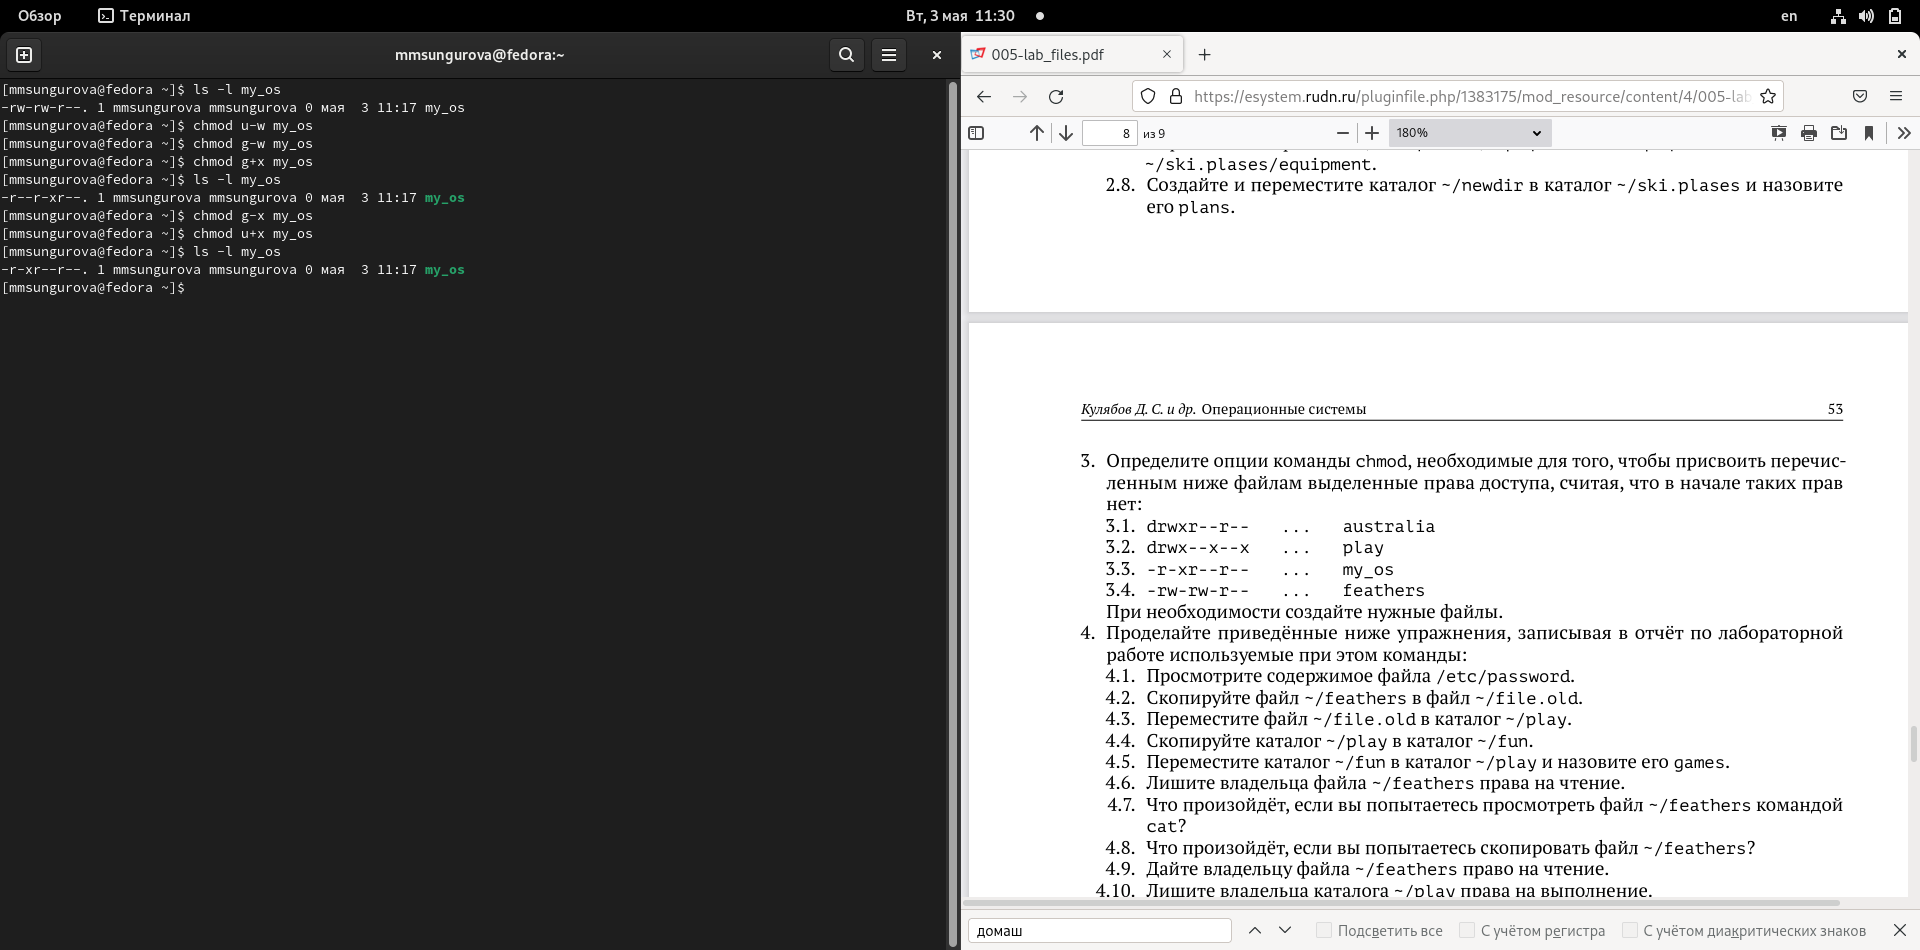 Обзор
Терминал
Вт, 3 мая 11:30
en
mmsungurova@fedora:~
[mmsungurova@fedora ~]$ ls -l my_os
-rw-rw-r--. 1 mmsungurova mmsungurova 0 мая  3 11:17 my_os
[mmsungurova@fedora ~]$ chmod u-w my_os
[mmsungurova@fedora ~]$ chmod g-w my_os
[mmsungurova@fedora ~]$ chmod g+x my_os
[mmsungurova@fedora ~]$ ls -l my_os
-r--r-xr--. 1 mmsungurova mmsungurova 0 мая  3 11:17 my_os
[mmsungurova@fedora ~]$ chmod g-x my_os
[mmsungurova@fedora ~]$ chmod u+x my_os
[mmsungurova@fedora ~]$ ls -l my_os
-r-xr--r--. 1 mmsungurova mmsungurova 0 мая  3 11:17 my_os
[mmsungurova@fedora ~]$
005-lab_files.pdf
https://esystem.rudn.ru/pluginfile.php/1383175/mod_resource/content/4/005-lab
8 из 9
180%
~/ski.plases/equipment.
2.8. Создайте и переместите каталог ~/newdir в каталог ~/ski.plases и назовите
его plans.
Кулябов Д. С. и др. Операционные системы 53
3. Определите опции команды chmod, необходимые для того, чтобы присвоить перечис-
ленным ниже файлам выделенные права доступа, считая, что в начале таких прав
нет:
3.1. drwxr--r-- ... australia
3.2. drwx--x--x ... play
3.3. -r-xr--r-- ... my_os
3.4. -rw-rw-r-- ... feathers
При необходимости создайте нужные файлы.
4. Проделайте приведённые ниже упражнения, записывая в отчёт по лабораторной
работе используемые при этом команды:
4.1. Просмотрите содержимое файла /etc/password.
4.2. Скопируйте файл ~/feathers в файл ~/file.old.
4.3. Переместите файл ~/file.old в каталог ~/play.
4.4. Скопируйте каталог ~/play в каталог ~/fun.
4.5. Переместите каталог ~/fun в каталог ~/play и назовите его games.
4.6. Лишите владельца файла ~/feathers права на чтение.
4.7. Что произойдёт, если вы попытаетесь просмотреть файл ~/feathers командой
cat?
4.8. Что произойдёт, если вы попытаетесь скопировать файл ~/feathers?
4.9. Дайте владельцу файла ~/feathers право на чтение.
4.10. Лишите владельца каталога ~/play права на выполнение.
домаш
Подсветить все
С учётом регистра
С учётом диакритических знаков